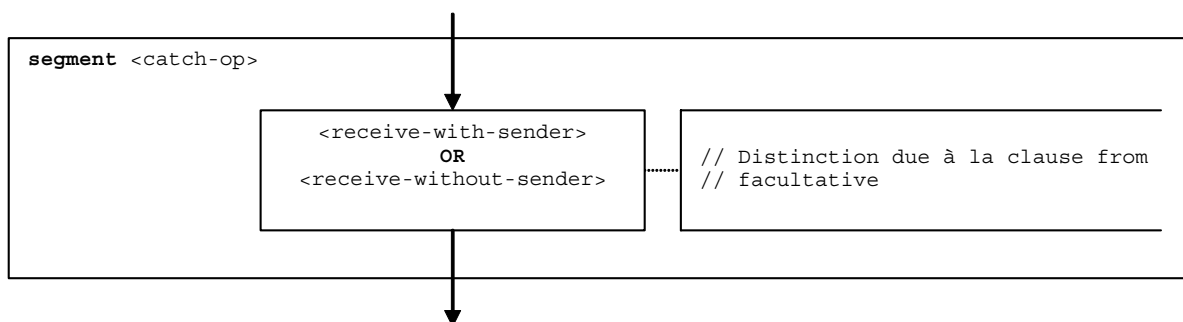 segment <catch-op>
<receive-with-sender>
OR
<receive-without-sender>
// Distinction due à la clause from
// facultative